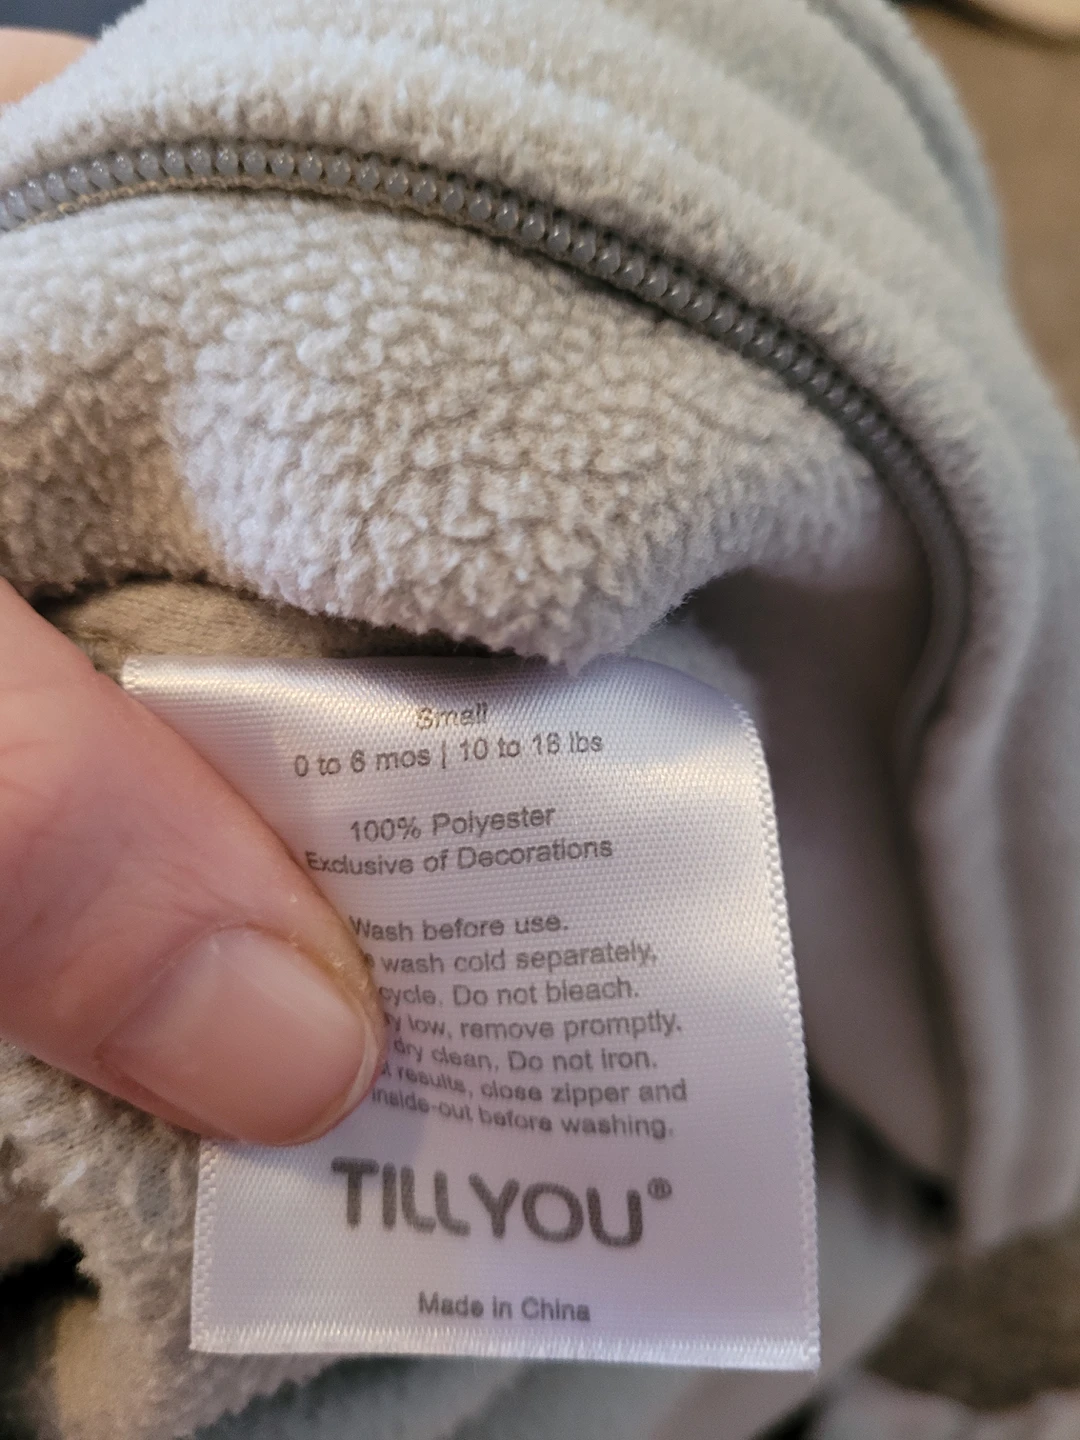 Small
0 to 6 mos | 10 to 18 lbs
100% Polyester
Exclusive of Decorations
Wash before use.
wash cold separately,
cycle. Do not bleach.
low, remove promptly.
dry clean. Do not iron.
results, close zipper and
inside-out before washing.
TILLYOU®
Made in China